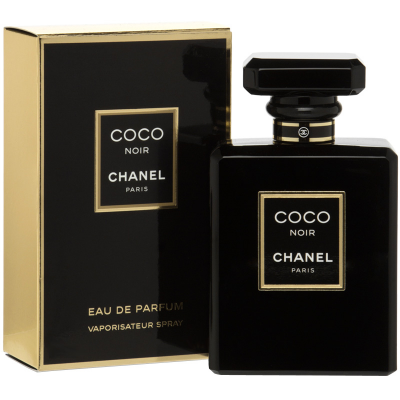 COCO
NOIR
CHANEL
PARIS
EAU DE PARFUM
VAPORISATEUR SPRAY
COCO
NOIR
CHANEL
PARIS